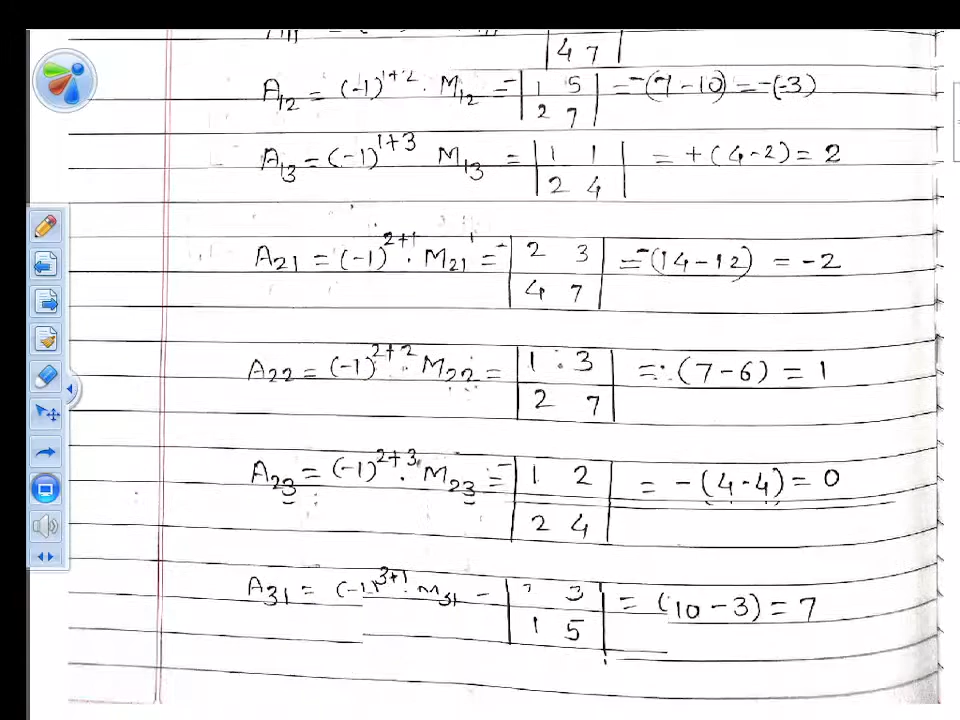 4 7
A12 = (-1)^1+2 . M12 = - | 1 5 | = -(7-10) = -(-3)
2 7
A13 = (-1)^1+3 M13 = | 1 1 | = +(4-2) = 2
2 4
A21 = (-1)^2+1 . M21 = - | 2 3 | = -(14-12) = -2
4 7
A22 = (-1)^2+2 . M22 = | 1 3 | = (7-6) = 1
2 7
A23 = (-1)^2+3 . M23 = - | 1 2 | = -(4-4) = 0
2 4
A31 = (-1)^3+1 . M31 = | 3 | = (10-3) = 7
1 5